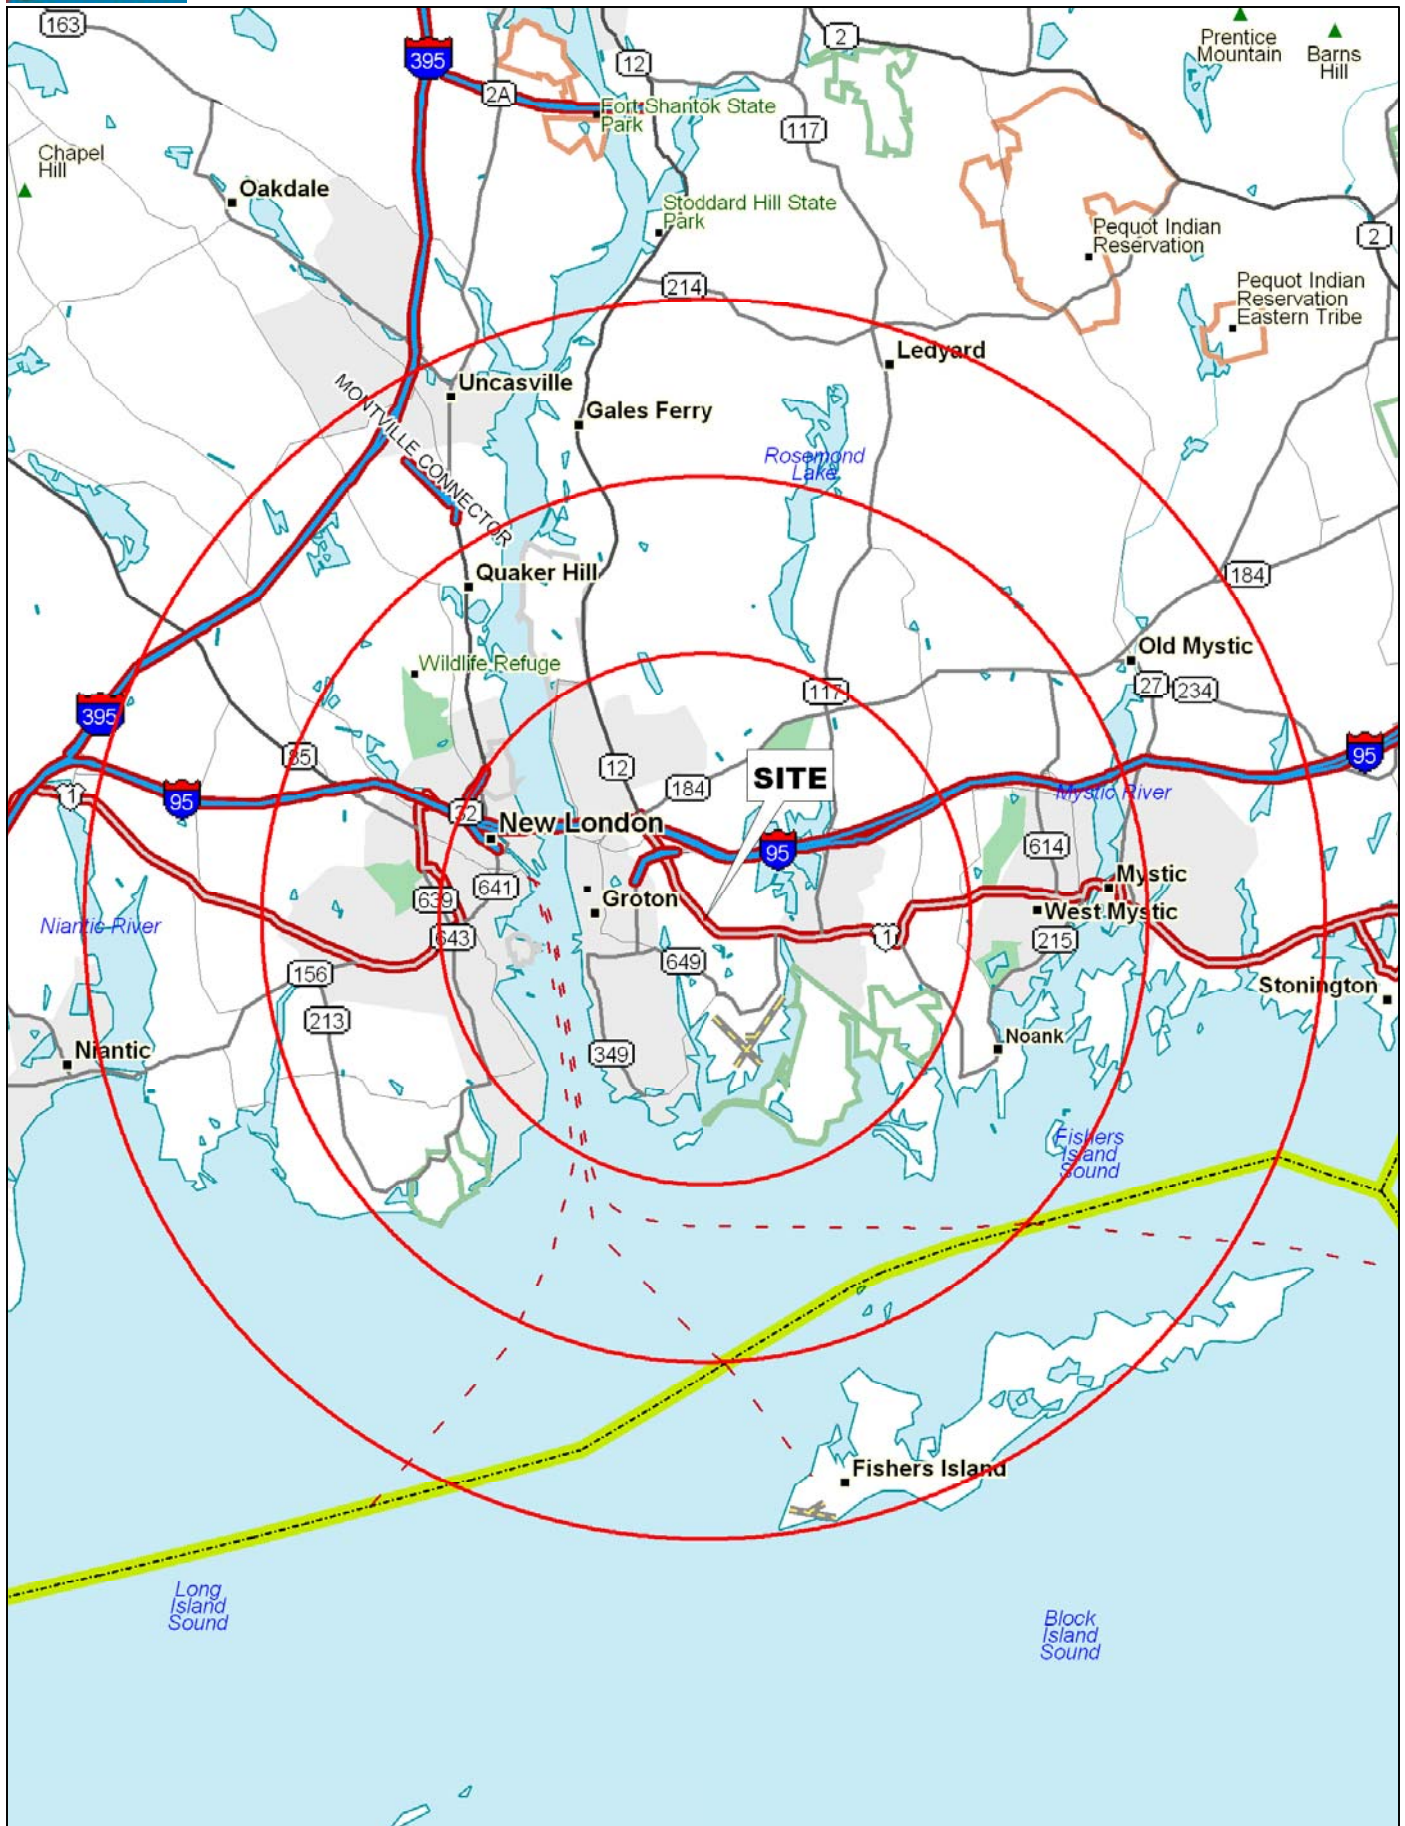 163
395
2A
12
2
Prentice
Mountain
Barns
Hill
Fort Shantok State
Park
117
Chapel
Hill
Oakdale
Stoddard Hill State
Park
Pequot Indian
Reservation
2
214
Pequot Indian
Reservation
Eastern Tribe
Ledyard
Uncasville
MONTVILLE CONNECTOR
Gales Ferry
Rosemond
Lake
Quaker Hill
184
Old Mystic
Wildlife Refuge
27
234
117
395
85
12
95
SITE
184
1
95
Mystic River
32
New London
95
614
641
Mystic
639
Groton
West Mystic
Niantic River
643
1
215
156
649
Stonington
213
Noank
Niantic
349
Fishers
Island
Sound
Fishers Island
Long
Island
Sound
Block
Island
Sound